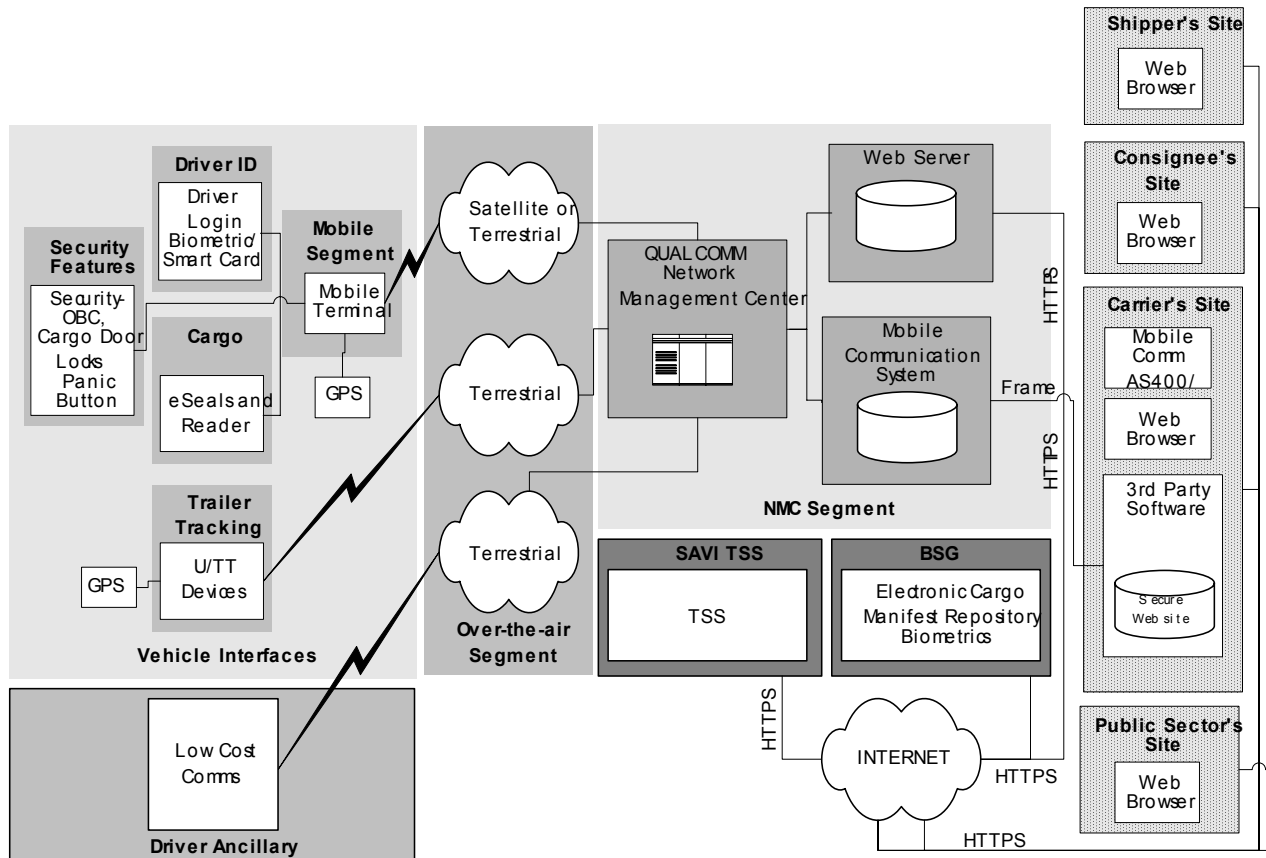 Shipper's Site
Web
Browser
Consignee's
Site
Web
Browser
Carrier's Site
Mobile
Comm
AS400/
Web
Browser
3rd Party
Software
Secure
Web site
Public Sector's
Site
Web
Browser
Driver ID
Driver
Login
Biometric/
Smart Card
Security
Features
Security-
OBC,
Cargo Door
Locks
Panic
Button
Cargo
eSeals and
Reader
Mobile
Segment
Mobile
Terminal
GPS
Trailer
Tracking
U/TT
Devices
GPS
Vehicle Interfaces
Low Cost
Comms
Driver Ancillary
Satellite or
Terrestrial
Terrestrial
Terrestrial
Over-the-air
Segment
QUALCOMM
Network
Management Center
Web Server
Mobile
Communication
System
NMC Segment
Frame
HTTPS
HTTPS
SAVI TSS
TSS
BSG
Electronic Cargo
Manifest Repository
Biometrics
HTTPS
INTERNET
HTTPS
HTTPS